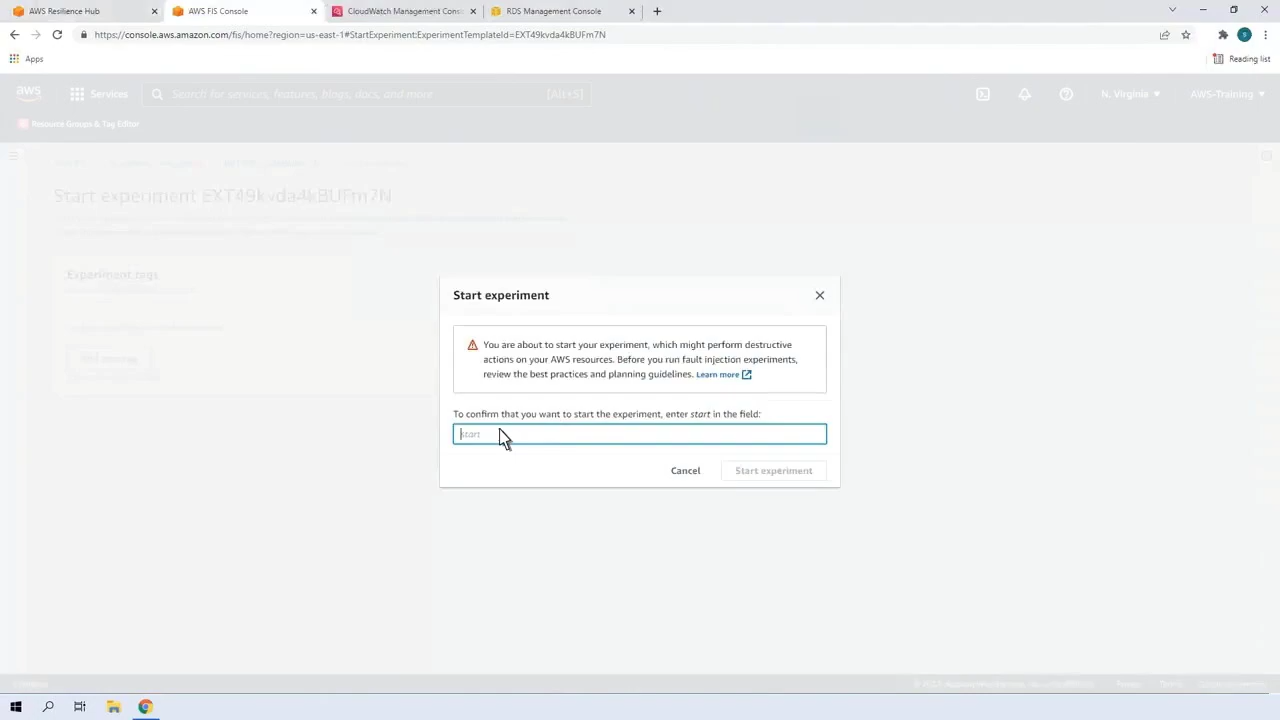 AWS Resilience Hub
AWS FIS Console
CloudWatch Management Cons
RDS Management Console
https://console.aws.amazon.com/fis/home?region=us-east-1#StartExperiment:ExperimentTemplateId=EXT49kvda4kBUFm7N
Apps
Reading list
aws
Services
Search for services, features, blogs, docs, and more
[Alt+S]
N. Virginia
AWS-Training
Resource Groups & Tag Editor
Start experiment EXT49kvda4kBUFm7N
Experiment tags
Start experiment
You are about to start your experiment, which might perform destructive
actions on your AWS resources. Before you run fault injection experiments,
review the best practices and planning guidelines. Learn more
To confirm that you want to start the experiment, enter start in the field:
start
Cancel
Start experiment